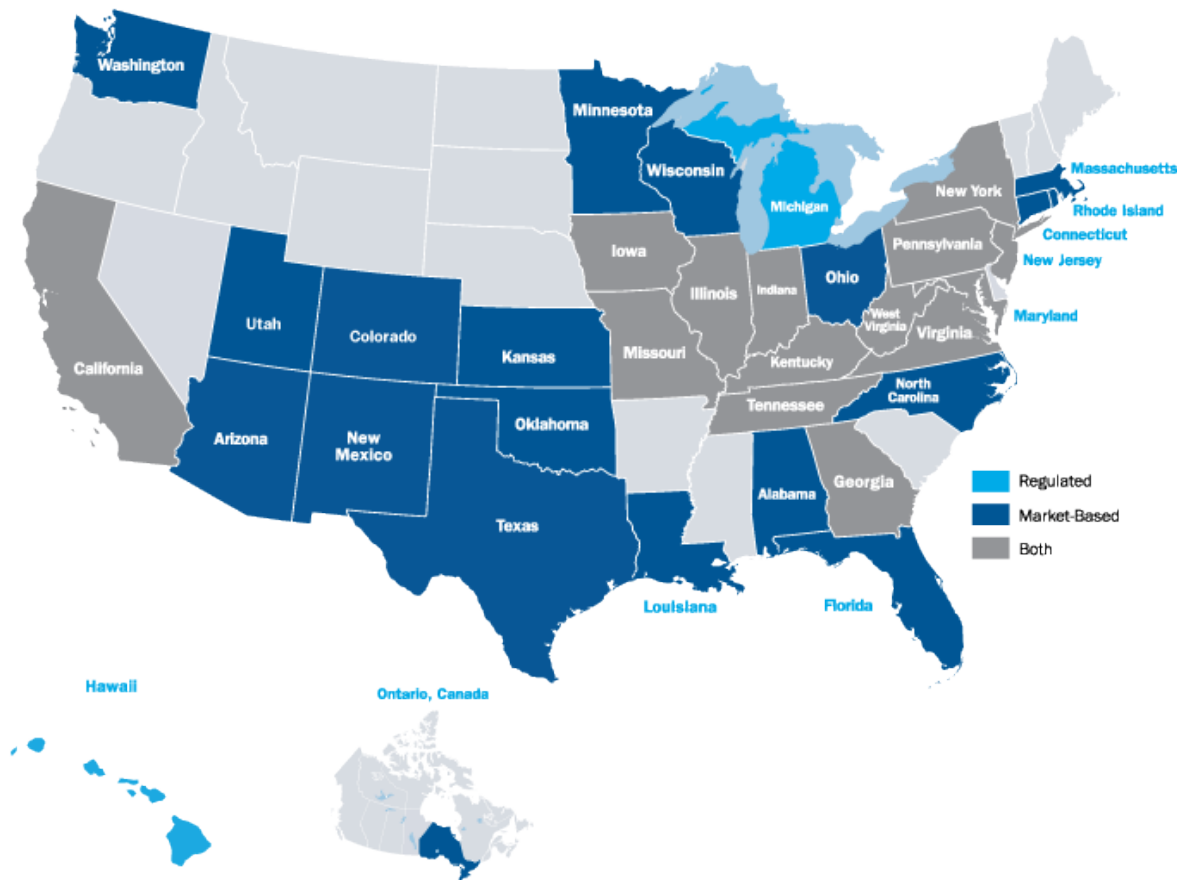 Washington
Minnesota
Wisconsin
Michigan
Massachusetts
New York
Rhode Island
Connecticut
Iowa
Pennsylvania
New Jersey
Ohio
Illinois
Indiana
Maryland
West
Virginia
Virginia
Utah
Colorado
Kansas
Missouri
Kentucky
California
North
Carolina
Tennessee
Arizona
New
Mexico
Oklahoma
Georgia
Alabama
Texas
Regulated
Market-Based
Both
Louisiana
Florida
Hawaii
Ontario, Canada